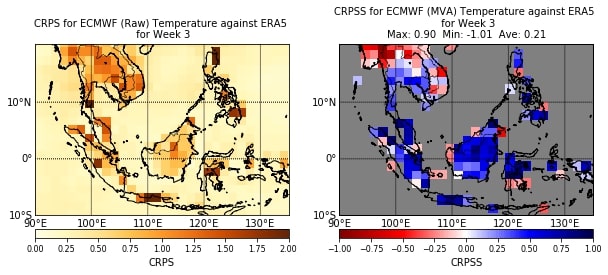 CRPS for ECMWF (Raw) Temperature against ERA5
for Week 3
10°N
0°
10°S
90°E 100°E 110°E 120°E 130°E
0.00 0.25 0.50 0.75 1.00 1.25 1.50 1.75 2.00
CRPS
CRPSS for ECMWF (MVA) Temperature against ERA5
for Week 3
Max: 0.90 Min: -1.01 Ave: 0.21
10°N
0°
10°S
90°E 100°E 110°E 120°E 130°E
−1.00 −0.75 −0.50 −0.25 0.00 0.25 0.50 0.75 1.00
CRPSS